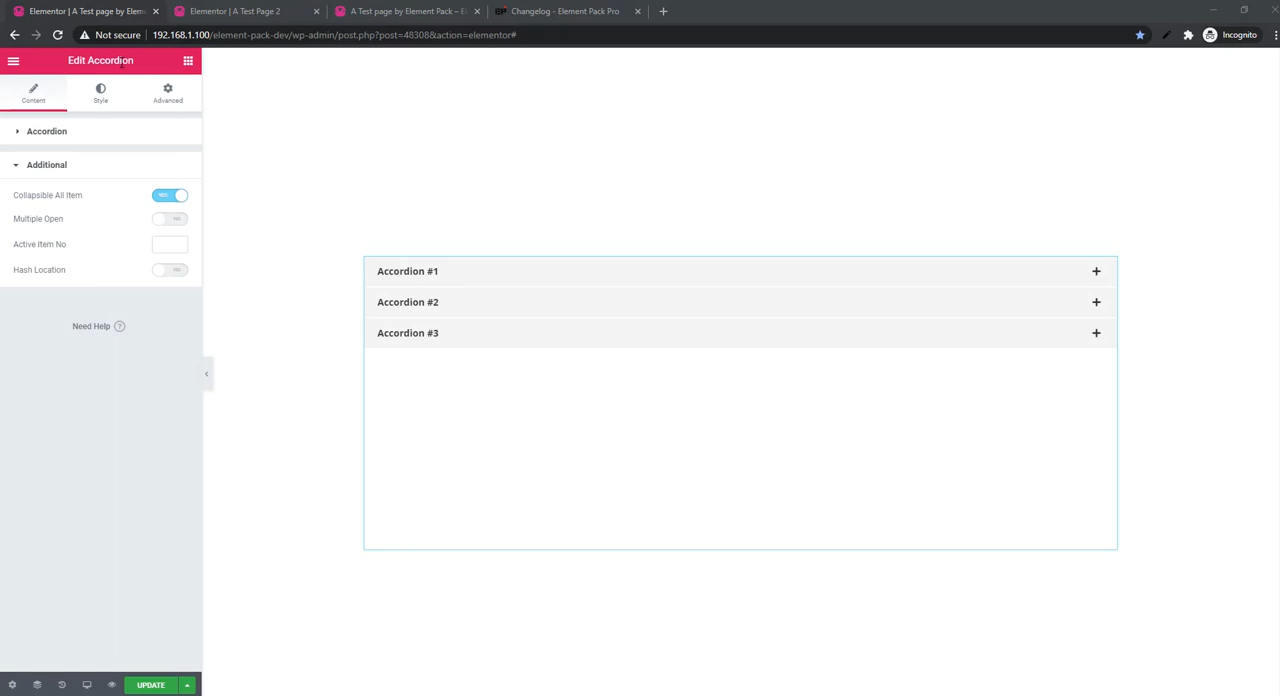 Elementor | A Test page by Elem
Elementor | A Test Page 2
A Test page by Element Pack – El
EP Changelog - Element Pack Pro
Not secure
192.168.1.100/element-pack-dev/wp-admin/post.php?post=48308&action=elementor#
Incognito
Edit Accordion
Content
Style
Advanced
Accordion
Additional
Collapsible All Item
YES
Multiple Open
NO
Active Item No
Hash Location
NO
Need Help ?
UPDATE
Accordion #1
Accordion #2
Accordion #3